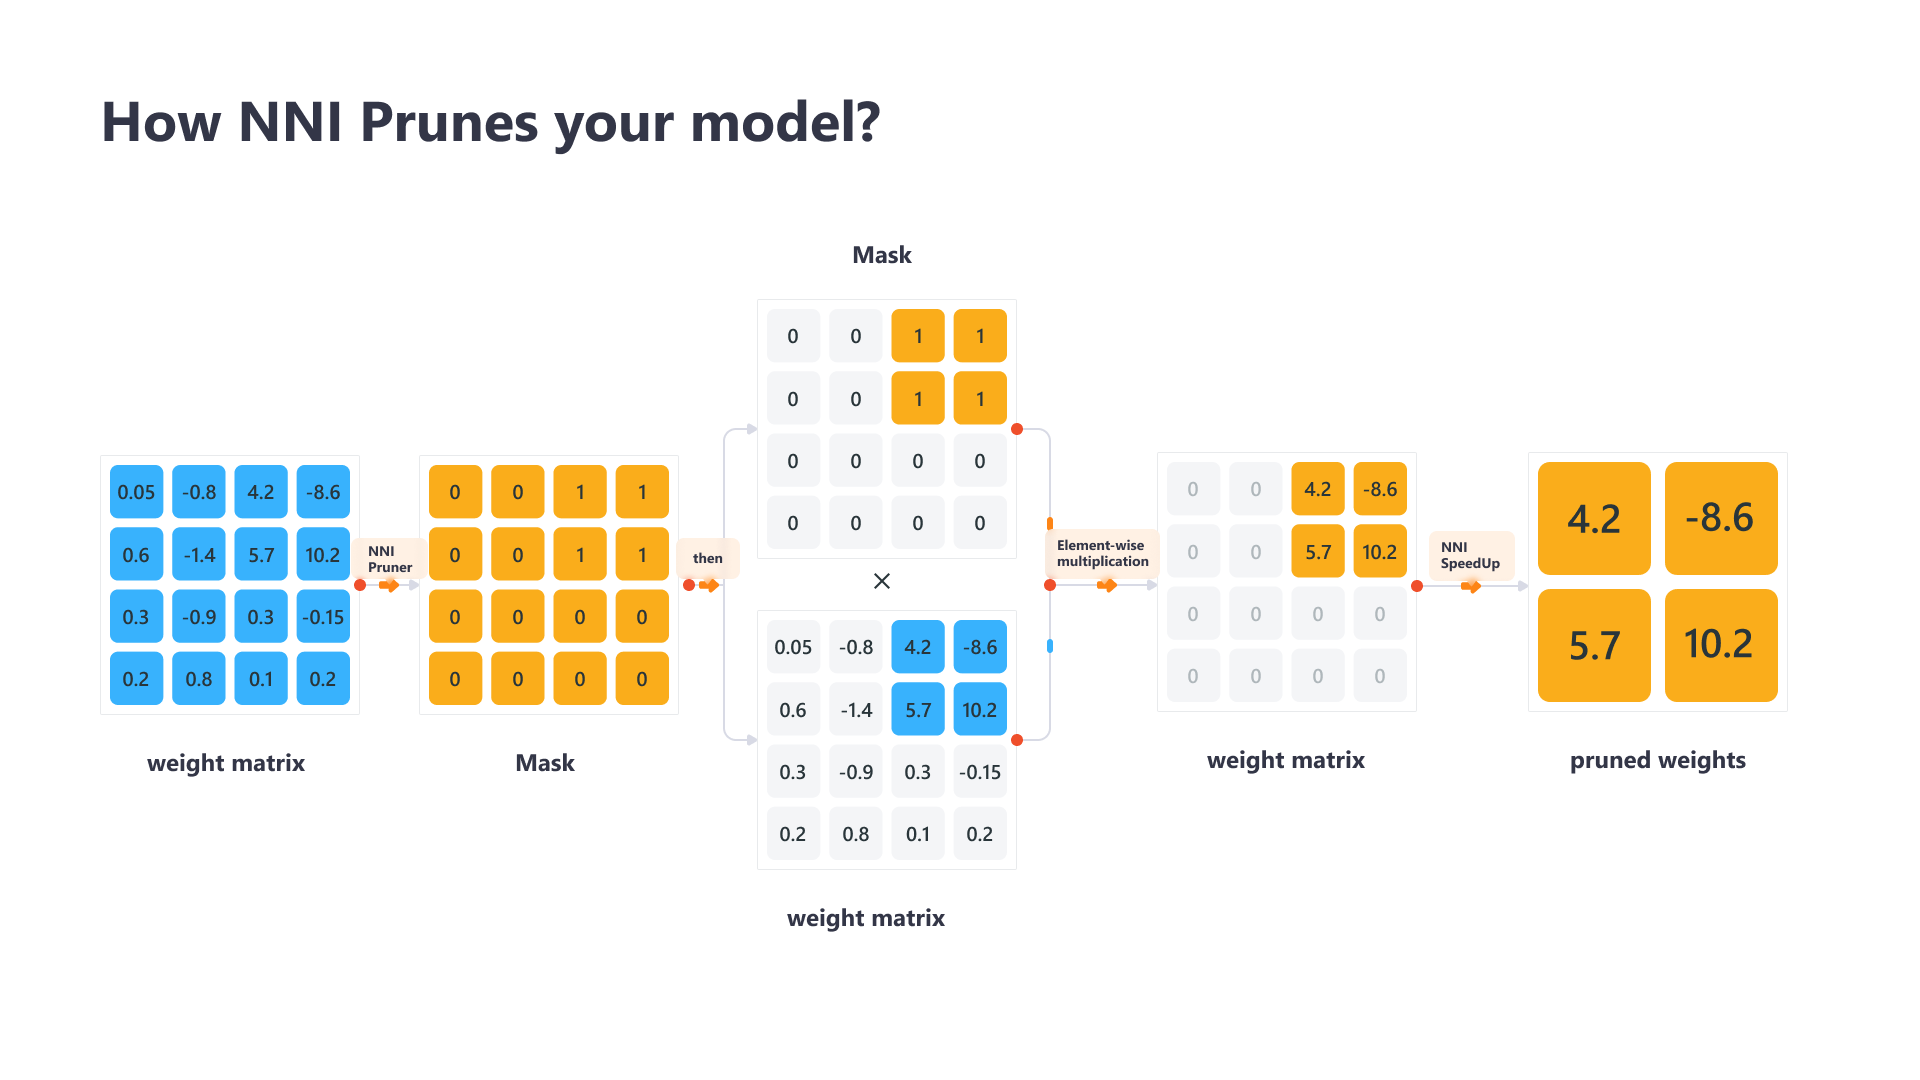 How NNI Prunes your model?
Mask
0 0 1 1
0 0 1 1
0 0 0 0
0 0 0 0
0.05 -0.8 4.2 -8.6
0.6 -1.4 5.7 10.2
0.3 -0.9 0.3 -0.15
0.2 0.8 0.1 0.2
weight matrix
NNI
Pruner
0 0 1 1
0 0 1 1
0 0 0 0
0 0 0 0
Mask
then
×
0.05 -0.8 4.2 -8.6
0.6 -1.4 5.7 10.2
0.3 -0.9 0.3 -0.15
0.2 0.8 0.1 0.2
weight matrix
Element-wise
multiplication
0 0 4.2 -8.6
0 0 5.7 10.2
0 0 0 0
0 0 0 0
weight matrix
NNI
SpeedUp
4.2 -8.6
5.7 10.2
pruned weights